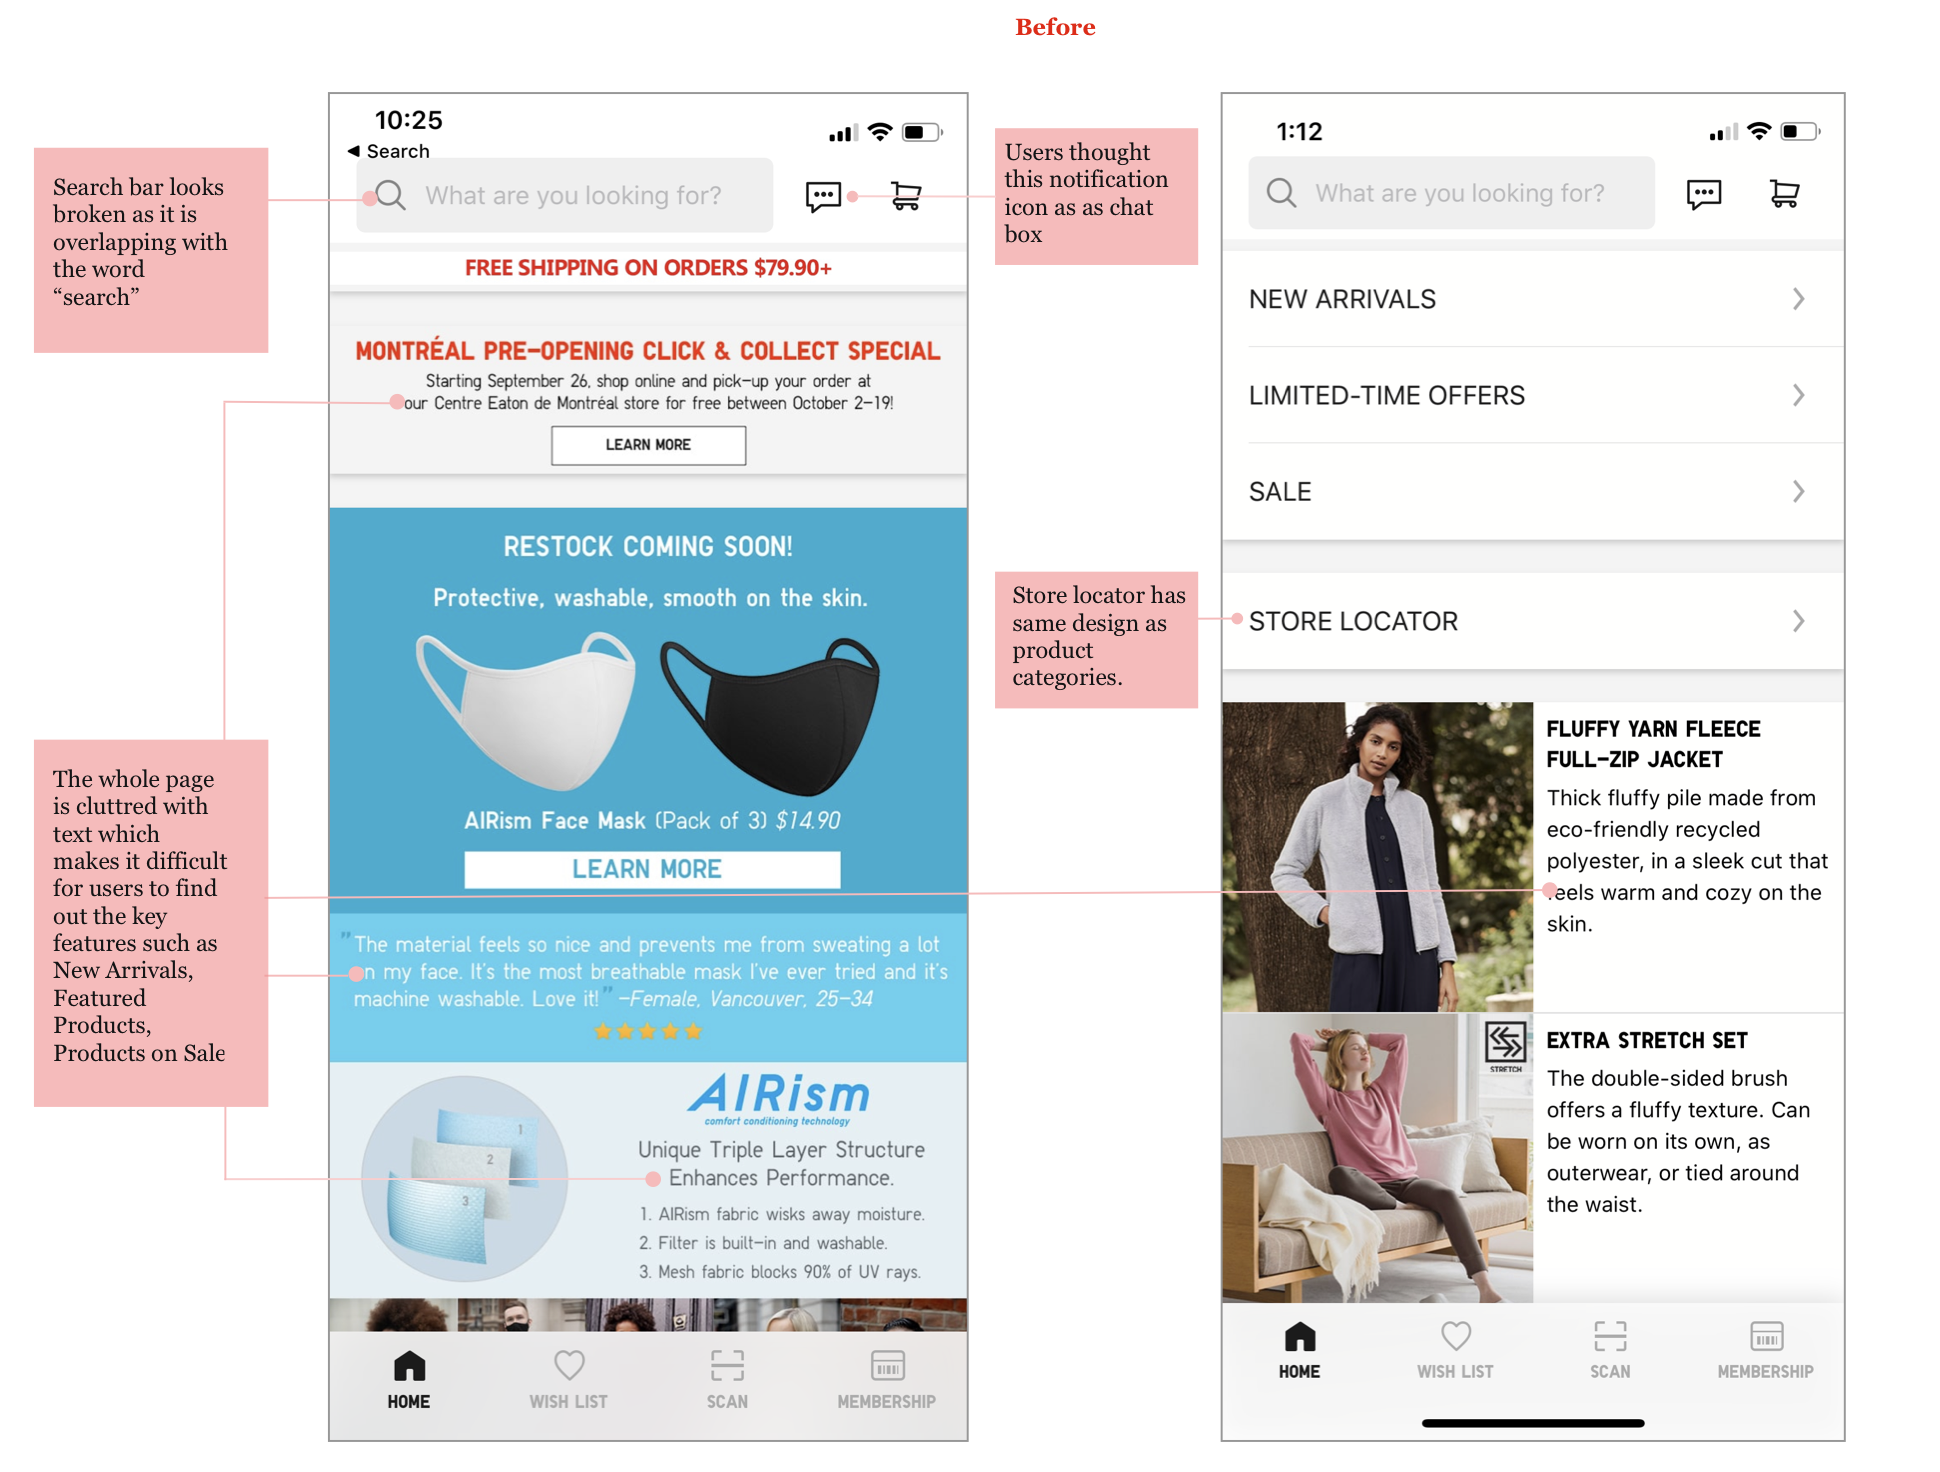 Before
Search bar looks
broken as it is
overlapping with
the word
“search”
The whole page
is cluttred with
text which
makes it difficult
for users to find
out the key
features such as
New Arrivals,
Featured
Products,
Products on Sale
10:25
◀ Search
What are you looking for?
FREE SHIPPING ON ORDERS $79.90+
MONTRÉAL PRE-OPENING CLICK & COLLECT SPECIAL
Starting September 26, shop online and pick-up your order at
our Centre Eaton de Montréal store for free between October 2-19!
LEARN MORE
RESTOCK COMING SOON!
Protective, washable, smooth on the skin.
AIRism Face Mask (Pack of 3) $14.90
LEARN MORE
"The material feels so nice and prevents me from sweating a lot
on my face. It's the most breathable mask I've ever tried and it's
machine washable. Love it!" -Female, Vancouver, 25-34
1
2
3
AIRism
comfort conditioning technology
Unique Triple Layer Structure
Enhances Performance.
1. AIRism fabric wisks away moisture.
2. Filter is built-in and washable.
3. Mesh fabric blocks 90% of UV rays.
HOME
WISH LIST
SCAN
MEMBERSHIP
Users thought
this notification
icon as as chat
box
Store locator has
same design as
product
categories.
1:12
What are you looking for?
NEW ARRIVALS
LIMITED-TIME OFFERS
SALE
STORE LOCATOR
FLUFFY YARN FLEECE
FULL-ZIP JACKET
Thick fluffy pile made from
eco-friendly recycled
polyester, in a sleek cut that
feels warm and cozy on the
skin.
STRETCH
EXTRA STRETCH SET
The double-sided brush
offers a fluffy texture. Can
be worn on its own, as
outerwear, or tied around
the waist.
HOME
WISH LIST
SCAN
MEMBERSHIP